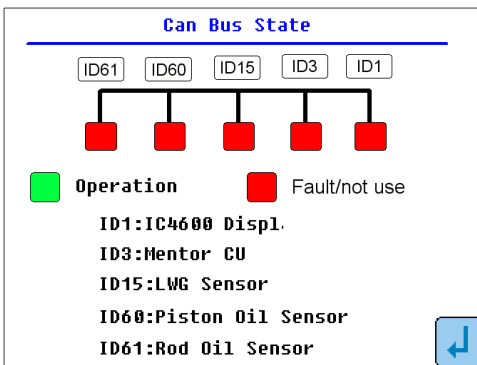 Can Bus State
ID61 ID60 ID15 ID3 ID1
Operation Fault/not use
ID1:IC4600 Displ.
ID3:Mentor CU
ID15:LWG Sensor
ID60:Piston Oil Sensor
ID61:Rod Oil Sensor